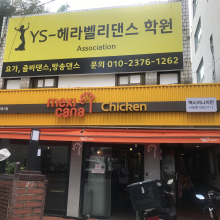 YS-헤라벨리댄스 학원
Association
요가, 줌바댄스,방송댄스 문의 010-2376-1262
mexicana Chicken